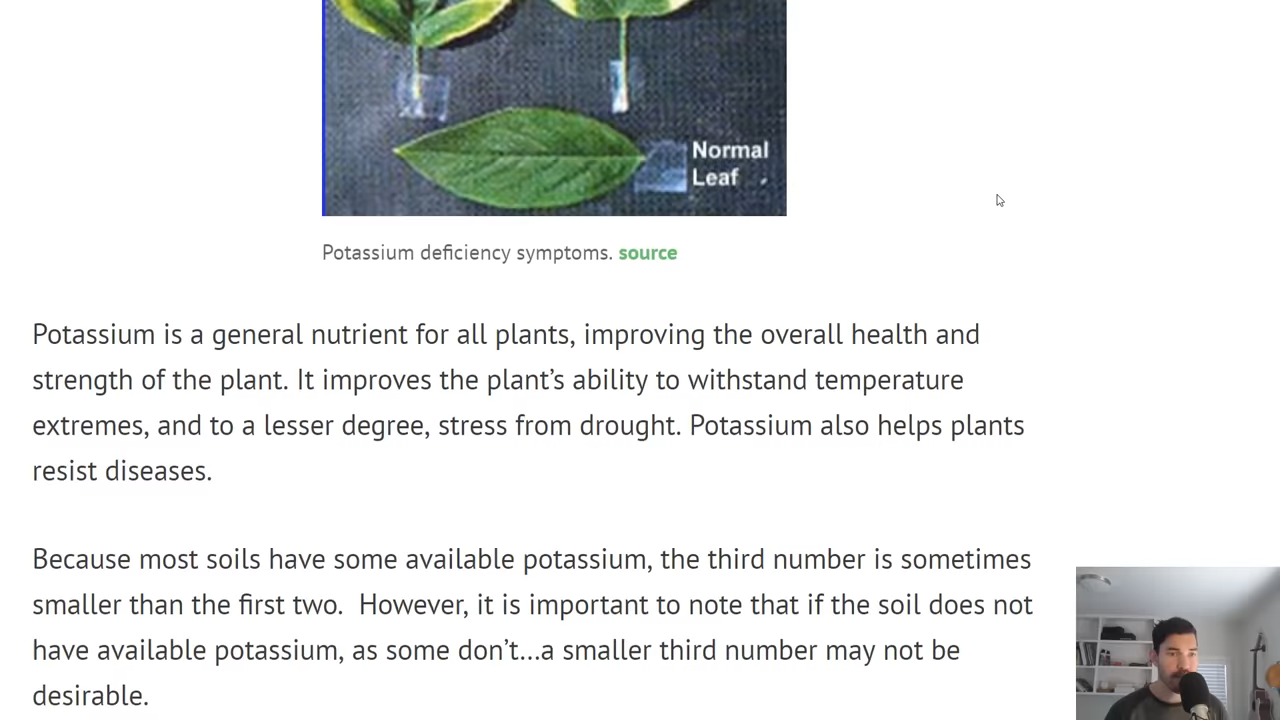 Normal
Leaf
Potassium deficiency symptoms. source
Potassium is a general nutrient for all plants, improving the overall health and
strength of the plant. It improves the plant’s ability to withstand temperature
extremes, and to a lesser degree, stress from drought. Potassium also helps plants
resist diseases.
Because most soils have some available potassium, the third number is sometimes
smaller than the first two.  However, it is important to note that if the soil does not
have available potassium, as some don’t…a smaller third number may not be
desirable.